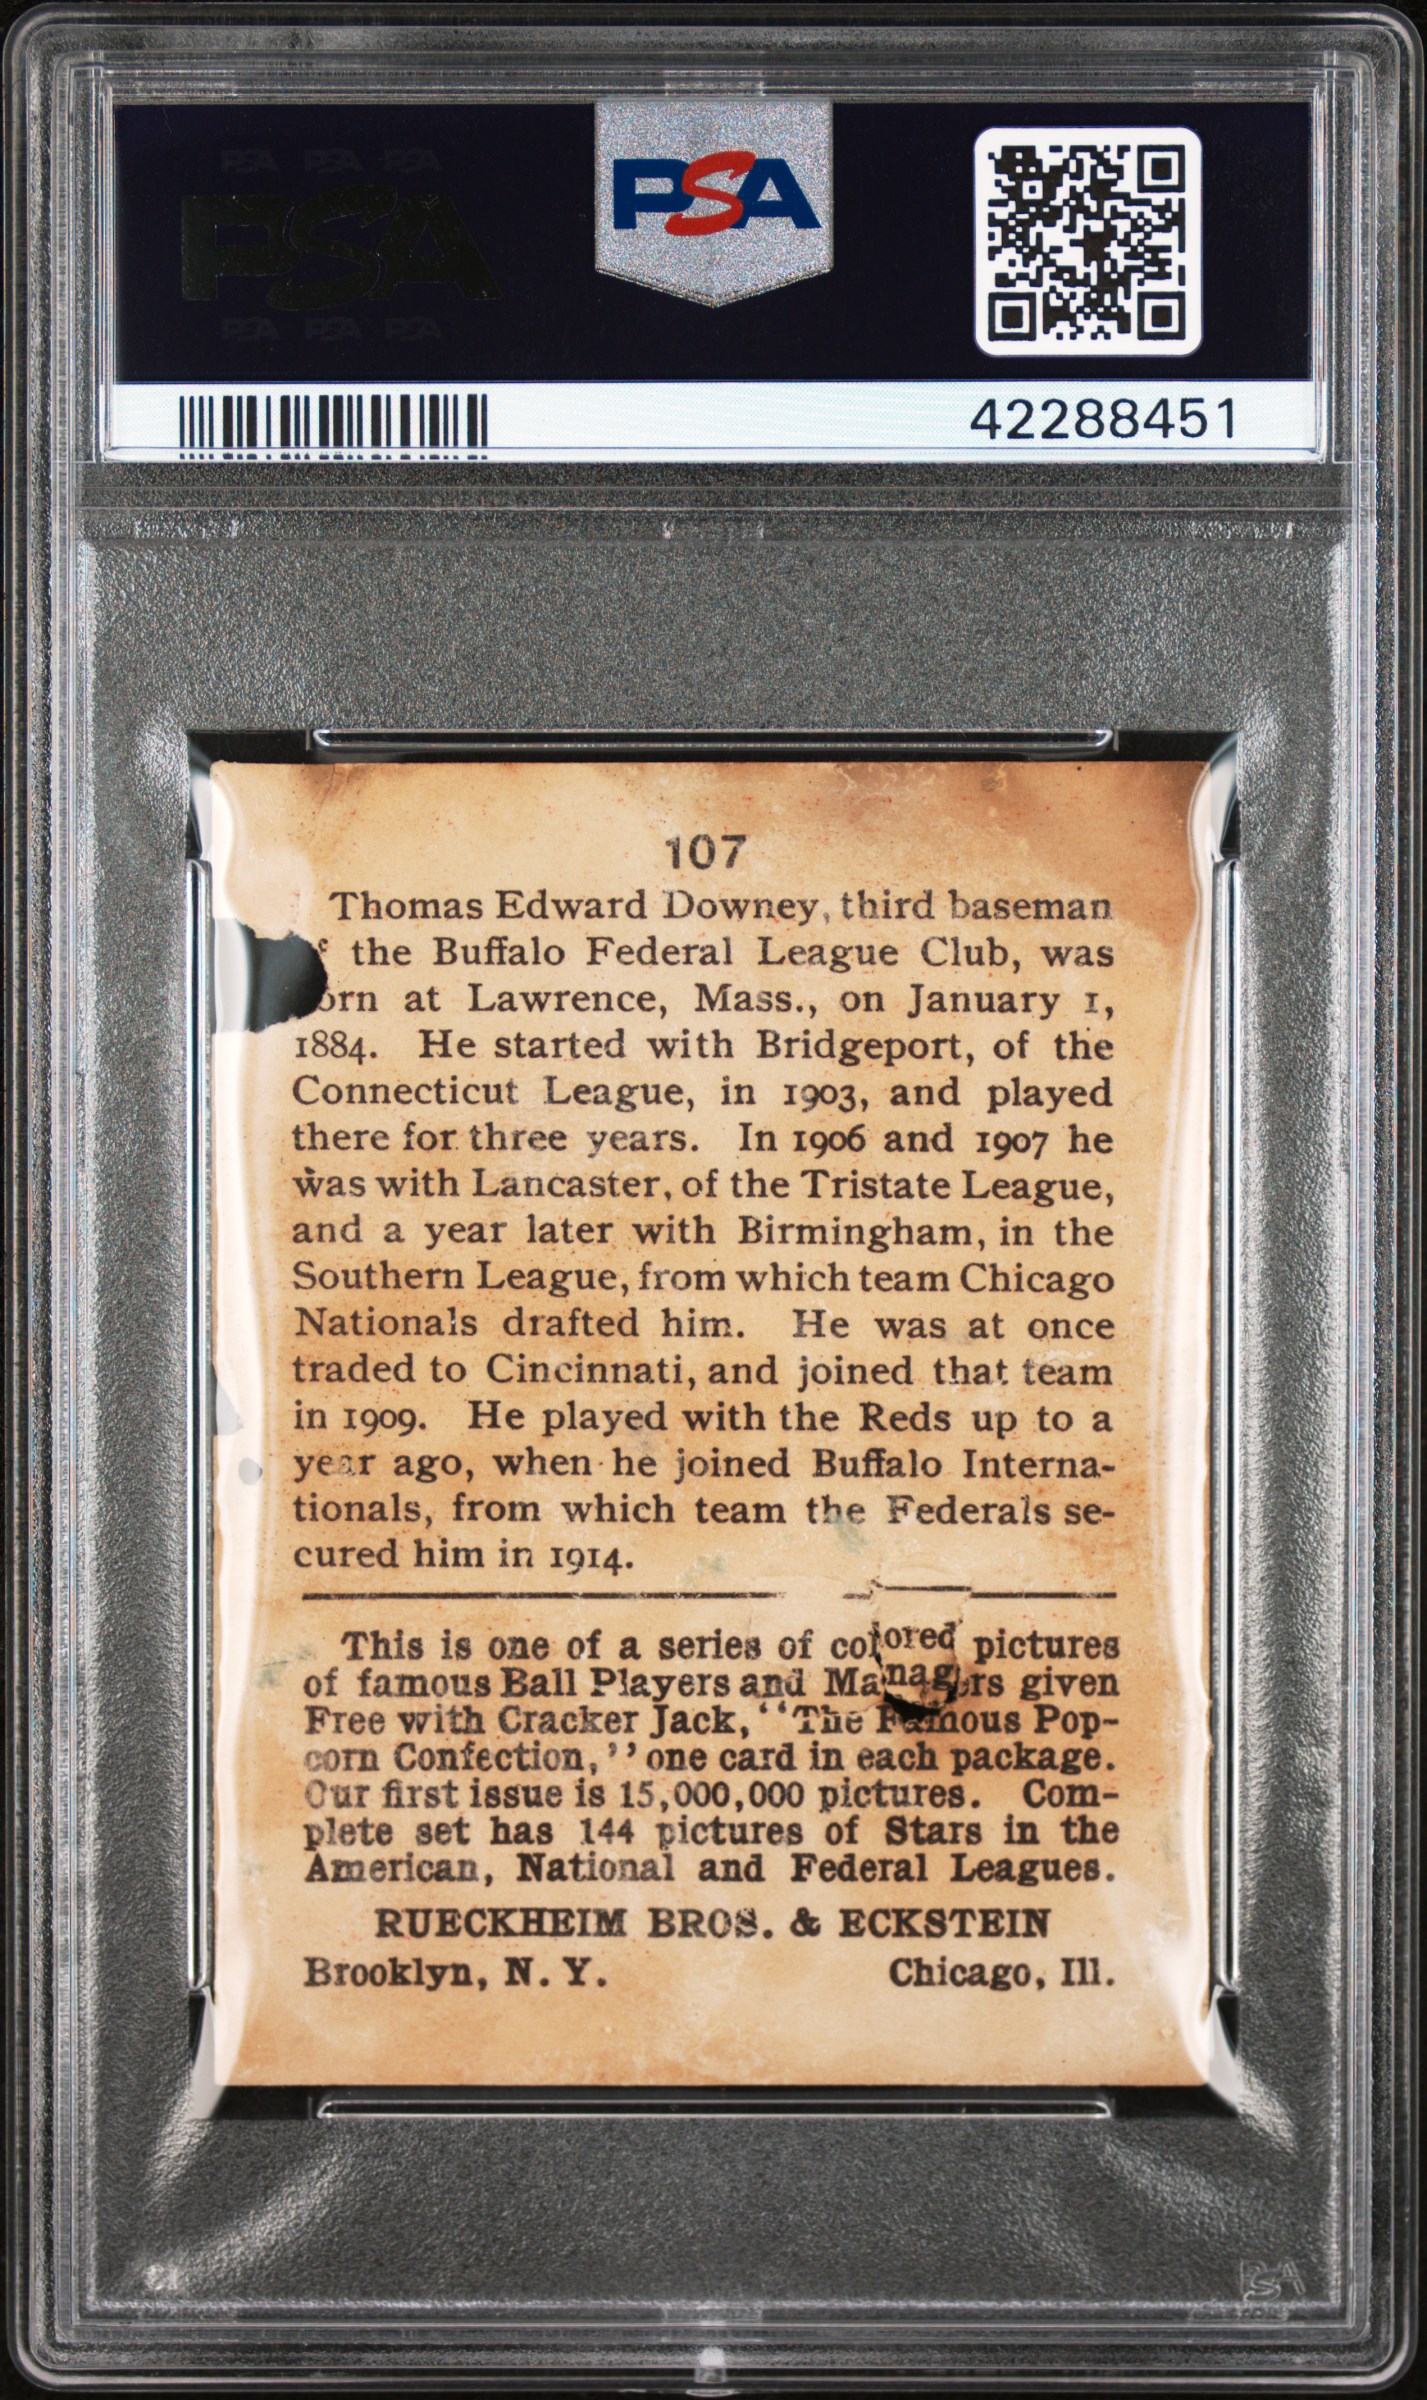 PSA PSA PSA
PSA
PSA PSA PSA
PSA
42288451
107
Thomas Edward Downey, third baseman
the Buffalo Federal League Club, was
orn at Lawrence, Mass., on January 1,
1884. He started with Bridgeport, of the
Connecticut League, in 1903, and played
there for three years. In 1906 and 1907 he
was with Lancaster, of the Tristate League,
and a year later with Birmingham, in the
Southern League, from which team Chicago
Nationals drafted him. He was at once
traded to Cincinnati, and joined that team
in 1909. He played with the Reds up to a
year ago, when he joined Buffalo Interna-
tionals, from which team the Federals se-
cured him in 1914.
This is one of a series of colored pictures
of famous Ball Players and Managers given
Free with Cracker Jack, "The Famous Pop-
corn Confection," one card in each package.
Our first issue is 15,000,000 pictures. Com-
plete set has 144 pictures of Stars in the
American, National and Federal Leagues.
RUECKHEIM BROS. & ECKSTEIN
Brooklyn, N. Y. Chicago, Ill.
PSA